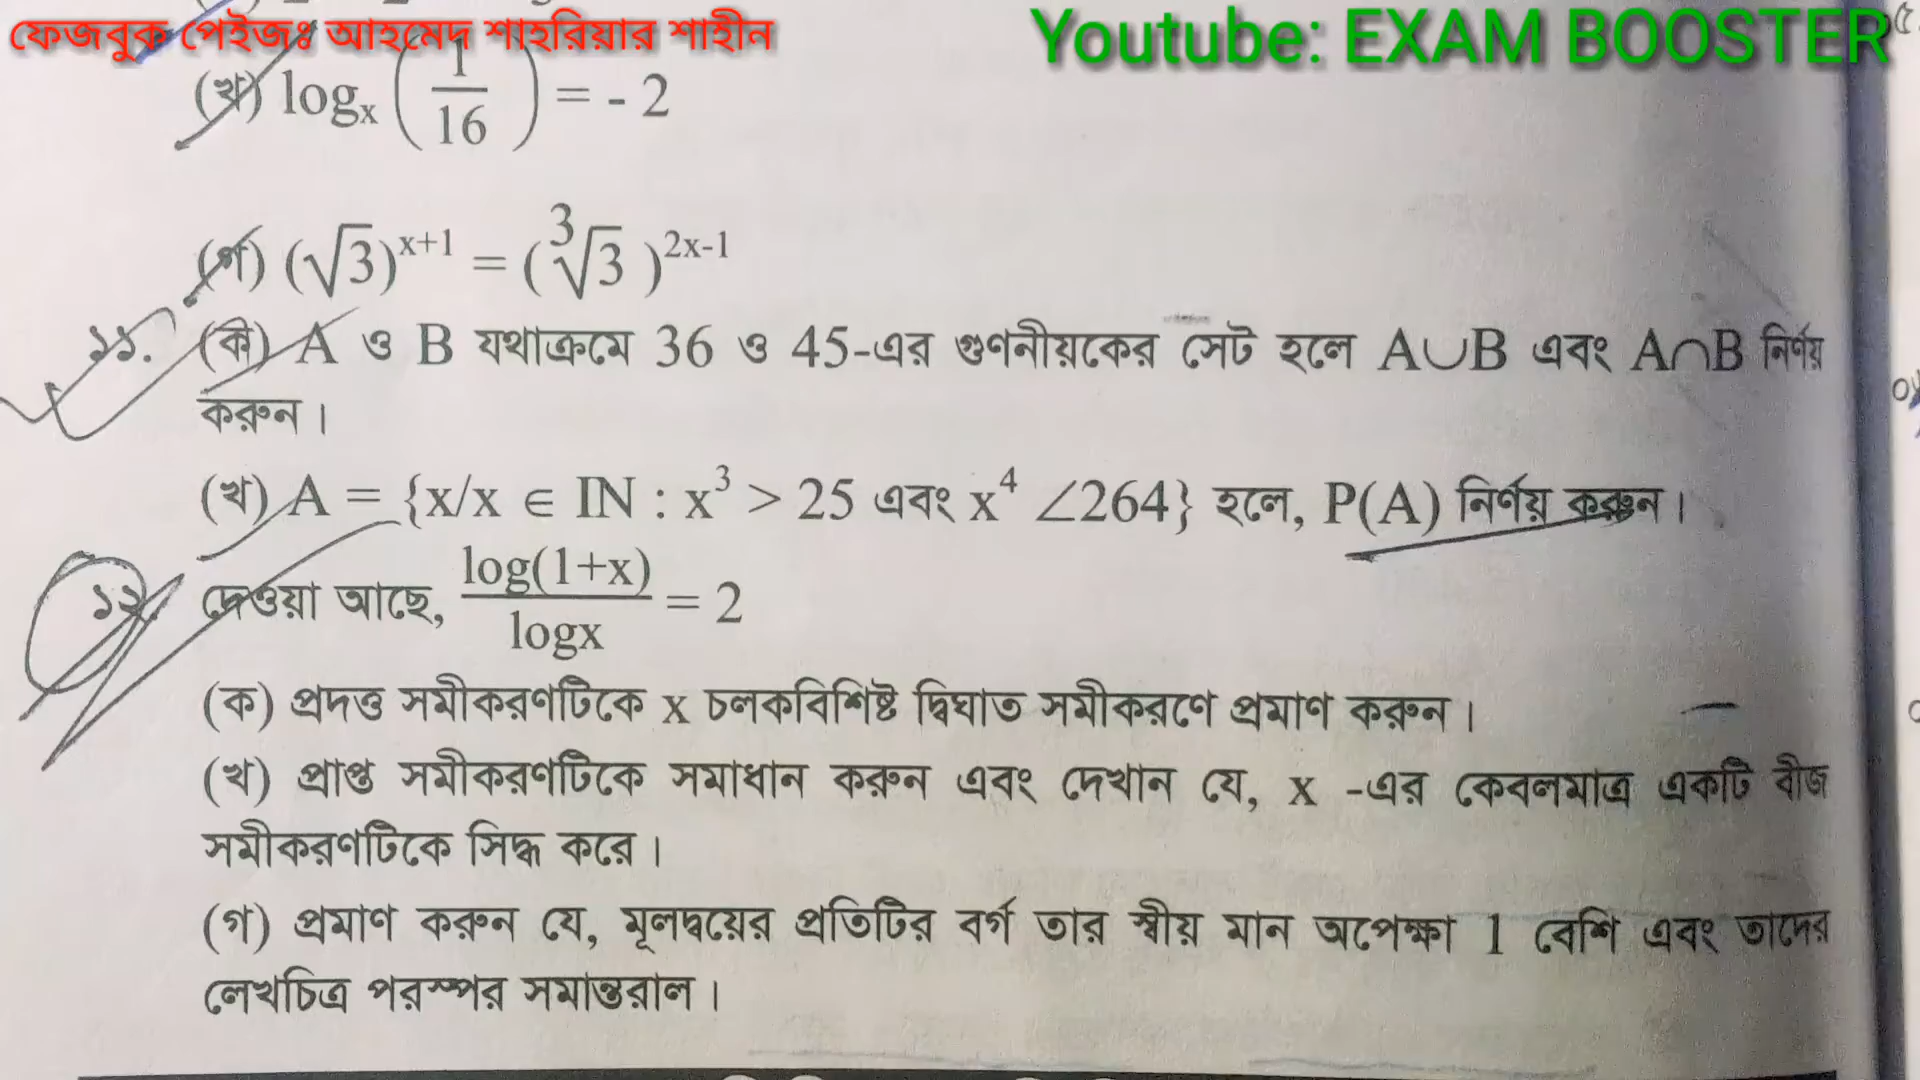 ফেজবুক পেইজঃ আহমেদ শাহরিয়ার শাহীন
Youtube: EXAM BOOSTER
(খ) logₓ (1/16) = - 2
(গ) (√3)ˣ⁺¹ = (³√3 )²ˣ⁻¹
১১. (ক) A ও B যথাক্রমে 36 ও 45-এর গুণনীয়কের সেট হলে A∪B এবং A∩B নির্ণয়
করুন।
(খ) A = {x/x ∈ IN : x³ > 25 এবং x⁴ ∠264} হলে, P(A) নির্ণয় করুন।
১২. দেওয়া আছে, log(1+x)/logx = 2
(ক) প্রদত্ত সমীকরণটিকে x চলকবিশিষ্ট দ্বিঘাত সমীকরণে প্রমাণ করুন।
(খ) প্রাপ্ত সমীকরণটিকে সমাধান করুন এবং দেখান যে, x -এর কেবলমাত্র একটি বীজ
সমীকরণটিকে সিদ্ধ করে।
(গ) প্রমাণ করুন যে, মূলদ্বয়ের প্রতিটির বর্গ তার স্বীয় মান অপেক্ষা 1 বেশি এবং তাদের
লেখচিত্র পরস্পর সমান্তরাল।